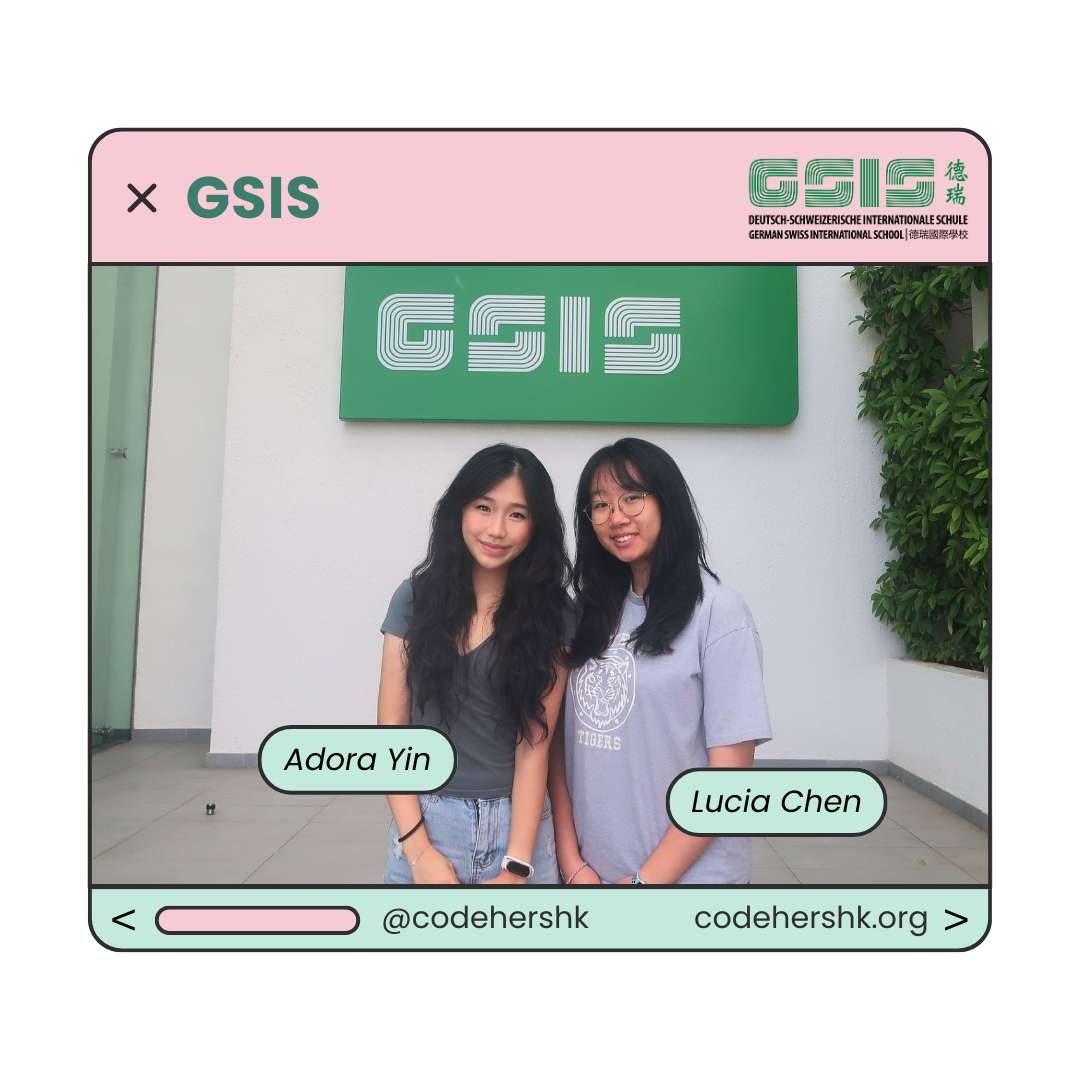 GSIS
GSIS 德瑞
DEUTSCH-SCHWEIZERISCHE INTERNATIONALE SCHULE
GERMAN SWISS INTERNATIONAL SCHOOL | 德瑞國際學校
GSIS
TIGERS
Adora Yin
Lucia Chen
@codehershk
codehershk.org